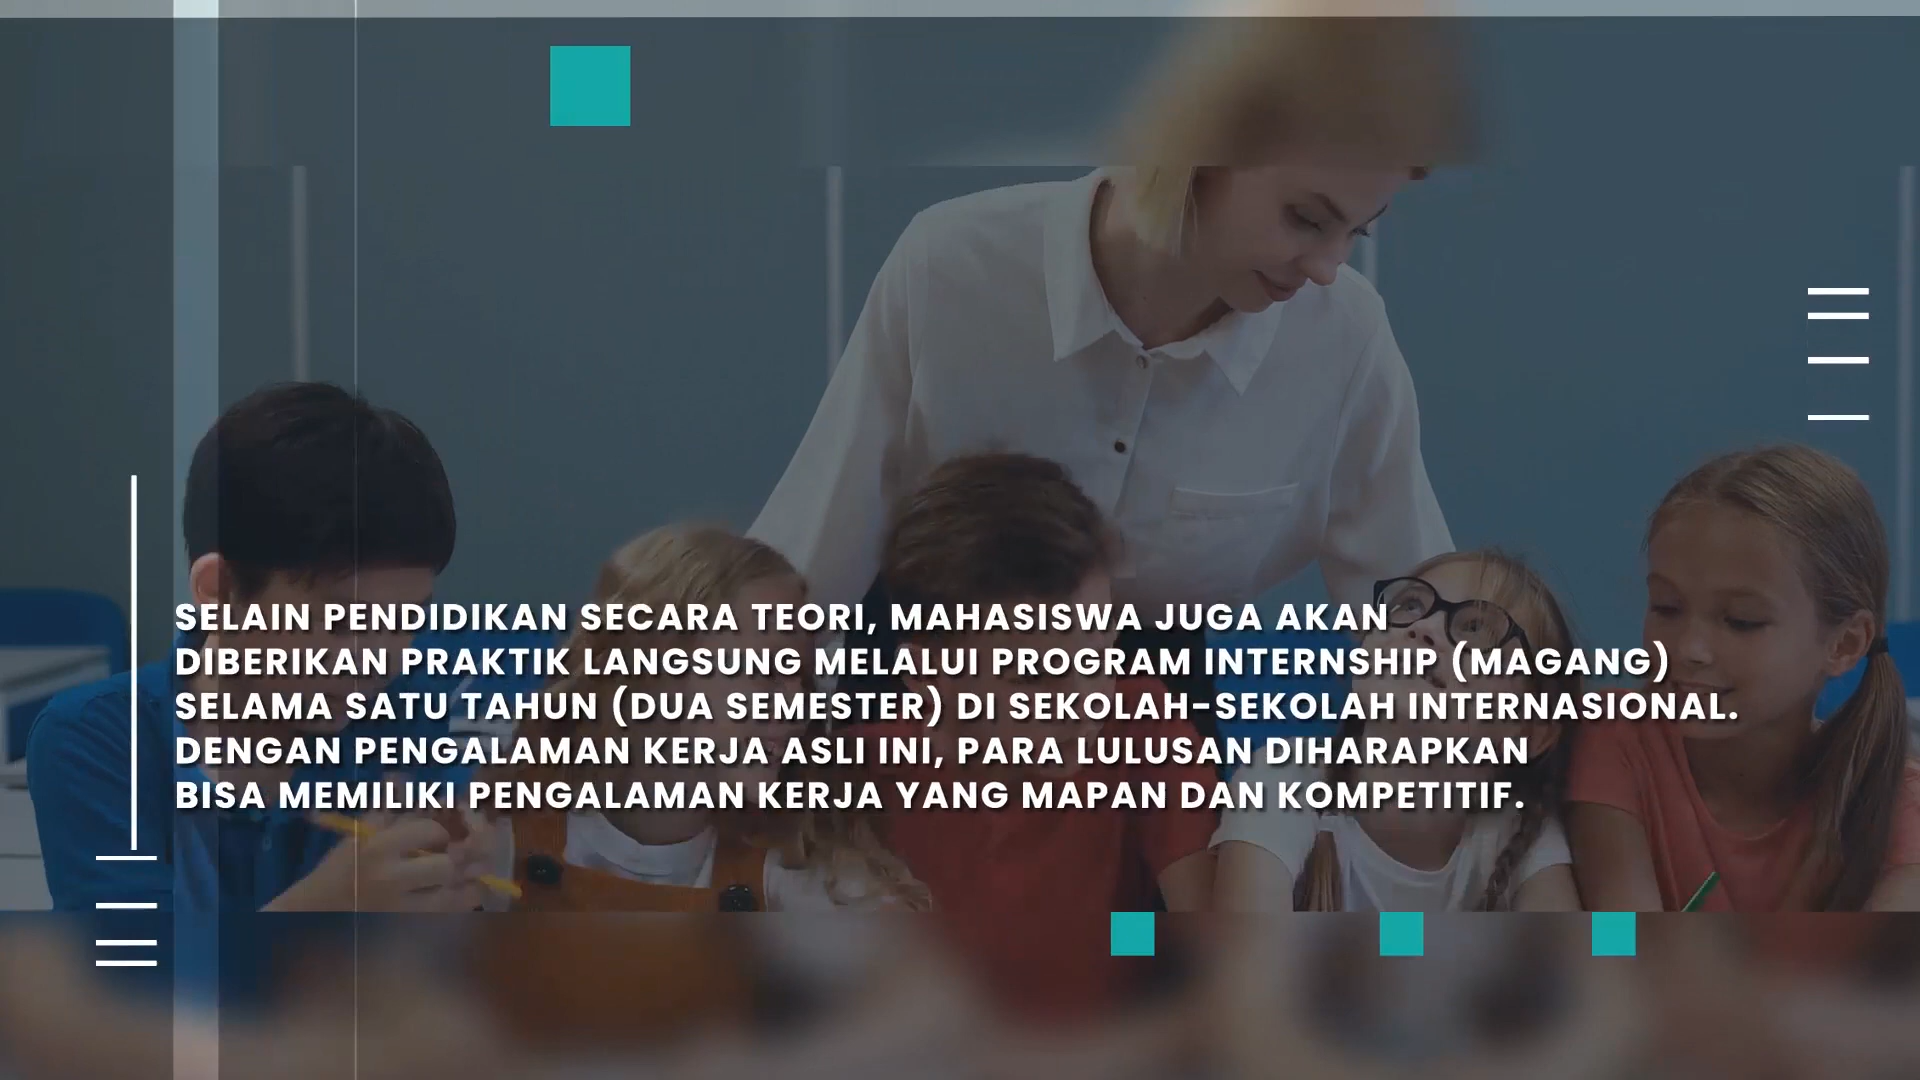 SELAIN PENDIDIKAN SECARA TEORI, MAHASISWA JUGA AKAN
DIBERIKAN PRAKTIK LANGSUNG MELALUI PROGRAM INTERNSHIP (MAGANG)
SELAMA SATU TAHUN (DUA SEMESTER) DI SEKOLAH-SEKOLAH INTERNASIONAL.
DENGAN PENGALAMAN KERJA ASLI INI, PARA LULUSAN DIHARAPKAN
BISA MEMILIKI PENGALAMAN KERJA YANG MAPAN DAN KOMPETITIF.